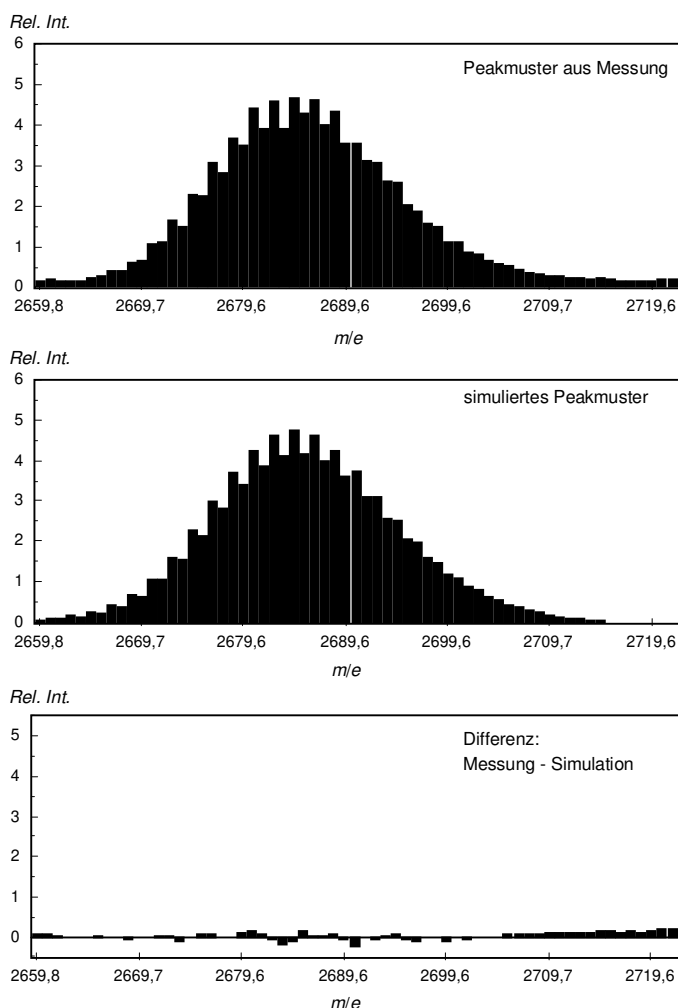 Rel. Int.
6
Peakmuster aus Messung
5
4
3
2
1
0
2659,8 2669,7 2679,6 2689,6 2699,6 2709,7 2719,6
m/e
Rel. Int.
6
simuliertes Peakmuster
5
4
3
2
1
0
2659,8 2669,7 2679,6 2689,6 2699,6 2709,7 2719,6
m/e
Rel. Int.
5
Differenz:
Messung - Simulation
4
3
2
1
0
2659,8 2669,7 2679,6 2689,6 2699,6 2709,7 2719,6
m/e